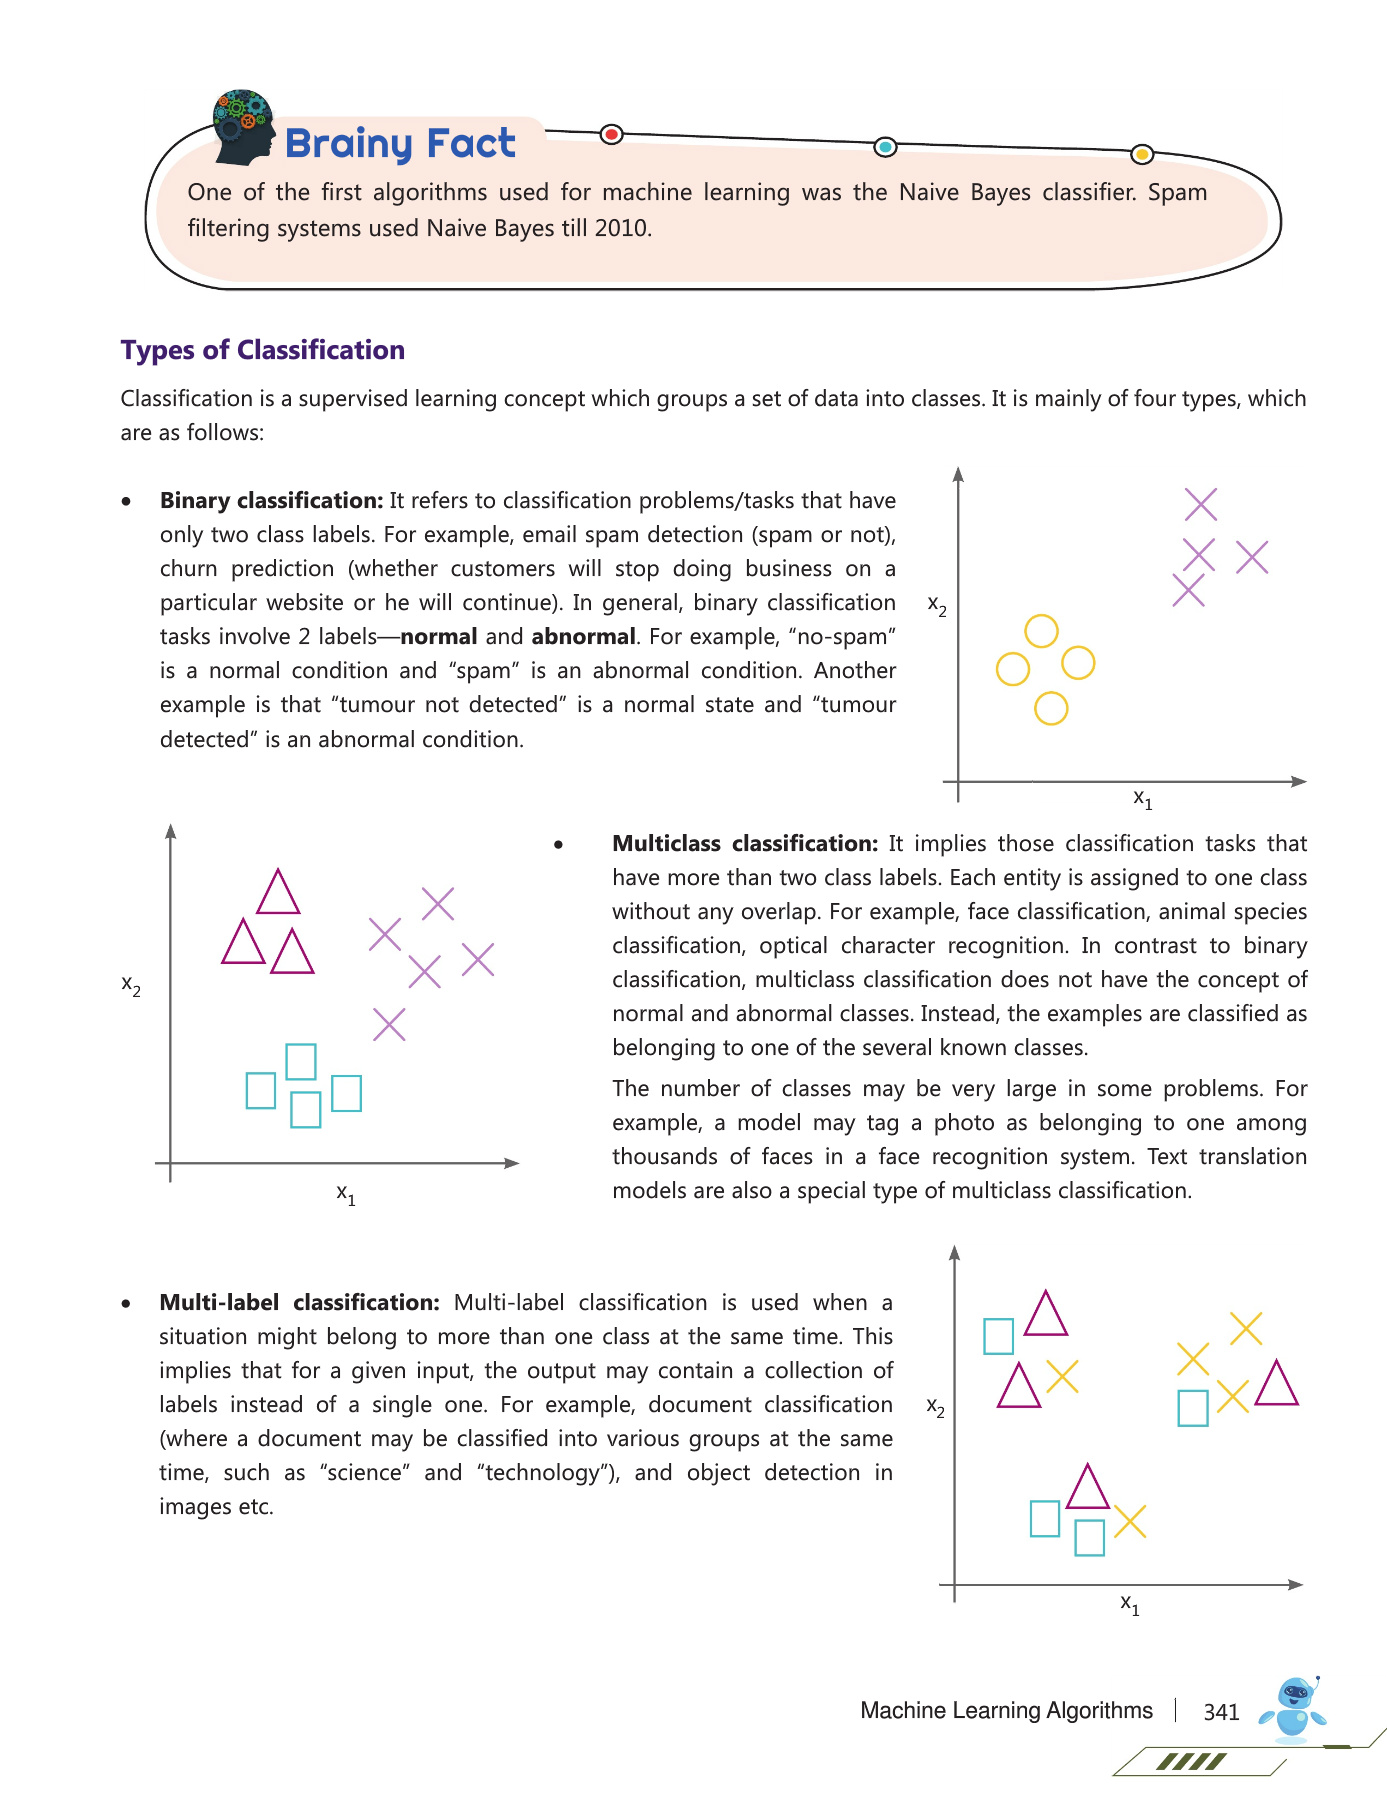 Brainy Fact
One of the first algorithms used for machine learning was the Naive Bayes classifier. Spam
filtering systems used Naive Bayes till 2010.
Types of Classification
Classification is a supervised learning concept which groups a set of data into classes. It is mainly of four types, which
are as follows:
• Binary classification: It refers to classification problems/tasks that have
only two class labels. For example, email spam detection (spam or not),
churn prediction (whether customers will stop doing business on a
particular website or he will continue). In general, binary classification
tasks involve 2 labels—normal and abnormal. For example, “no-spam”
is a normal condition and “spam” is an abnormal condition. Another
example is that “tumour not detected” is a normal state and “tumour
detected” is an abnormal condition.
x2
x1
x2
x1
• Multiclass classification: It implies those classification tasks that
have more than two class labels. Each entity is assigned to one class
without any overlap. For example, face classification, animal species
classification, optical character recognition. In contrast to binary
classification, multiclass classification does not have the concept of
normal and abnormal classes. Instead, the examples are classified as
belonging to one of the several known classes.
The number of classes may be very large in some problems. For
example, a model may tag a photo as belonging to one among
thousands of faces in a face recognition system. Text translation
models are also a special type of multiclass classification.
• Multi-label classification: Multi-label classification is used when a
situation might belong to more than one class at the same time. This
implies that for a given input, the output may contain a collection of
labels instead of a single one. For example, document classification
(where a document may be classified into various groups at the same
time, such as “science” and “technology”), and object detection in
images etc.
x2
x1
Machine Learning Algorithms | 341